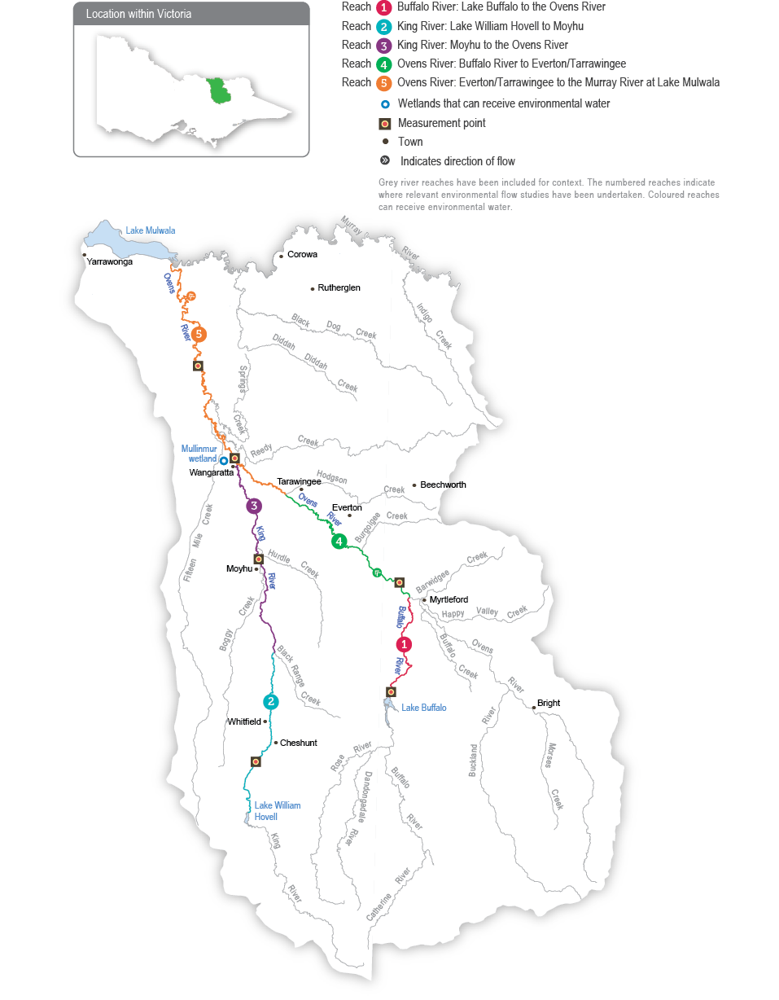 Location within Victoria
Reach 1 Buffalo River: Lake Buffalo to the Ovens River
Reach 2 King River: Lake William Hovell to Moyhu
Reach 3 King River: Moyhu to the Ovens River
Reach 4 Ovens River: Buffalo River to Everton/Tarrawingee
Reach 5 Ovens River: Everton/Tarrawingee to the Murray River at Lake Mulwala
Wetlands that can receive environmental water
Measurement point
Town
Indicates direction of flow
Grey river reaches have been included for context. The numbered reaches indicate
where relevant environmental flow studies have been undertaken. Coloured reaches
can receive environmental water.
Lake Mulwala
Murray River
Yarrawonga
Corowa
Rutherglen
Ovens River
5
Black Dog Creek
Indigo Creek
Diddah Diddah Creek
Springs Creek
Reedy Creek
Mullinmur
wetland
Wangaratta
Tarawingee
Hodgson Creek
Beechworth
Ovens River
Everton
Burgolgee Creek
3
4
Fifteen Mile Creek
King River
Moyhu
Hurdle Creek
Barwidgee Creek
Myrtleford
Happy Valley Creek
Buffalo River
1
Boggy Creek
Buffalo Creek
Ovens River
Black Range Creek
2
Bright
Lake Buffalo
Whitfield
Cheshunt
Rose River
Dandongadale River
Buffalo River
Buckland River
Morses Creek
Lake William
Hovell
King River
Catherine River